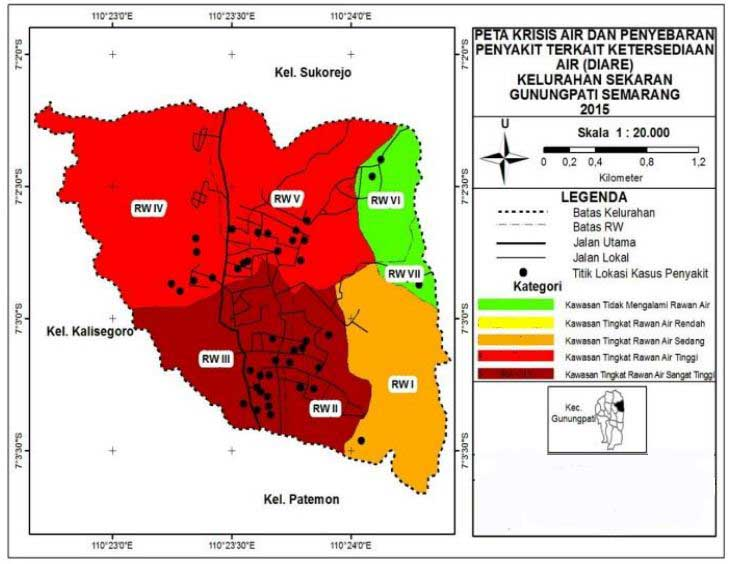 110°23'0"E 110°23'30"E 110°24'0"E
7°2'0"S 7°2'0"S
7°2'30"S 7°2'30"S
7°3'0"S 7°3'0"S
7°3'30"S 7°3'30"S
Kel. Sukorejo
RW IV
RW V
RW VI
RW VII
Kel. Kalisegoro
RW III
RW I
RW II
Kel. Patemon
110°23'0"E 110°23'30"E 110°24'0"E
PETA KRISIS AIR DAN PENYEBARAN
PENYAKIT TERKAIT KETERSEDIAAN
AIR (DIARE)
KELURAHAN SEKARAN
GUNUNGPATI SEMARANG
2015
U
Skala 1 : 20.000
0 0,2 0,4 0,8 1,2
Kilometer
LEGENDA
Batas Kelurahan
Batas RW
Jalan Utama
Jalan Lokal
Titik Lokasi Kasus Penyakit
Kategori
Kawasan Tidak Mengalami Rawan Air
Kawasan Tingkat Rawan Air Rendah
Kawasan Tingkat Rawan Air Sedang
Kawasan Tingkat Rawan Air Tinggi
Kawasan Tingkat Rawan Air Sangat Tinggi
Kec.
Gunungpati